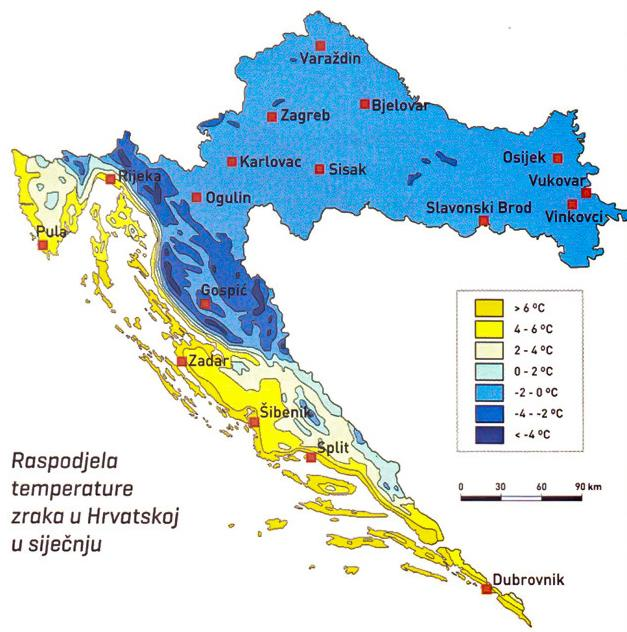 Varaždin
Bjelovar
Zagreb
Karlovac
Sisak
Osijek
Vukovar
Vinkovci
Slavonski Brod
Rijeka
Ogulin
Pula
Gospić
Zadar
Šibenik
Split
Dubrovnik
> 6 ºC
4 - 6 ºC
2 - 4 ºC
0 - 2 ºC
-2 - 0 ºC
-4 - -2 ºC
< -4 ºC
0 30 60 90 km
Raspodjela
temperature
zraka u Hrvatskoj
u siječnju